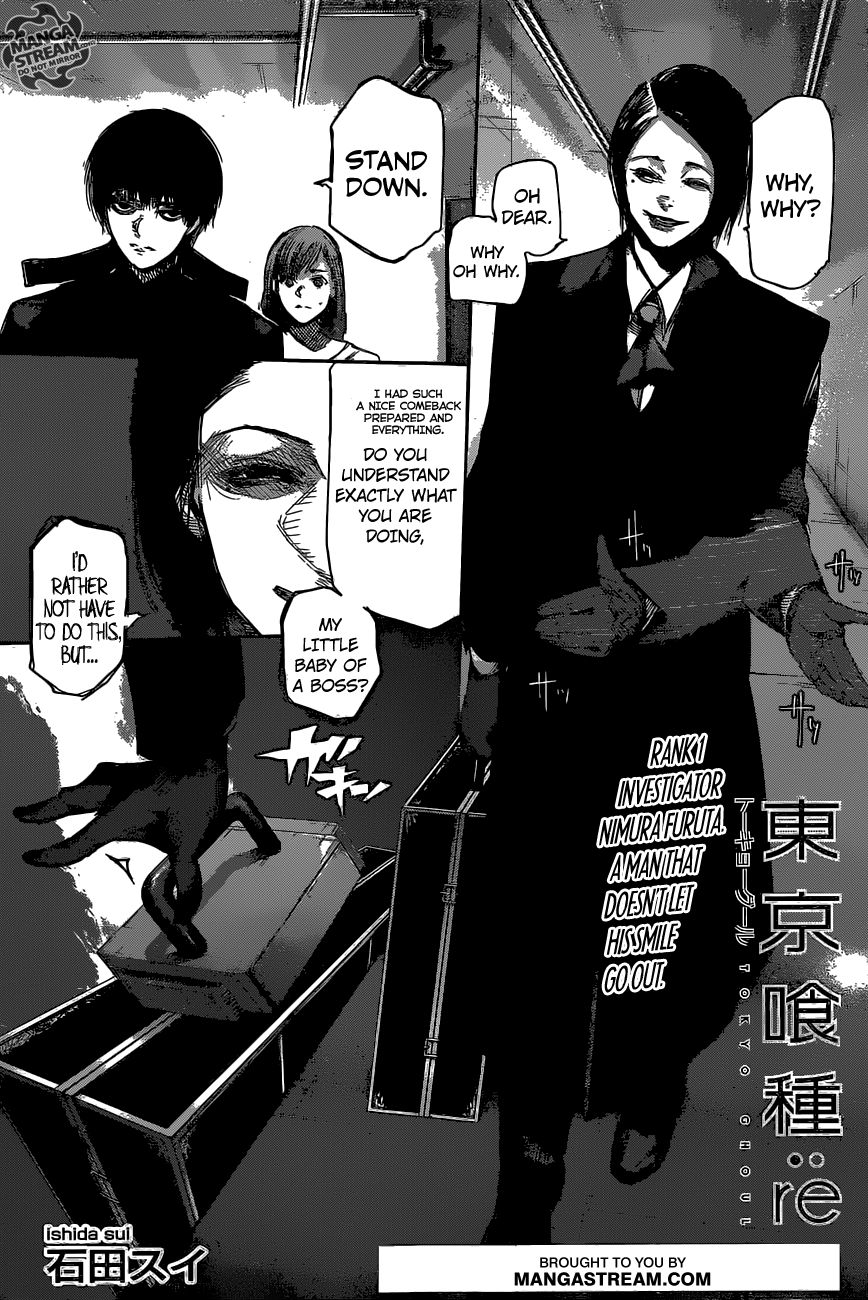 MANGA
STREAM.com
DO NOT MIRROR
WHY,
WHY?
OH
DEAR.
WHY
OH WHY.
STAND
DOWN.
I HAD SUCH
A NICE COMEBACK
PREPARED AND
EVERYTHING.
DO YOU
UNDERSTAND
EXACTLY WHAT
YOU ARE
DOING,
MY
LITTLE
BABY OF
A BOSS?
I'D
RATHER
NOT HAVE
TO DO THIS,
BUT...
RANK 1
INVESTIGATOR
NIMURA FURUTA.
A MAN THAT
DOESN'T LET
HIS SMILE
GO OUT.
東京喰種:re
トーキョーグール TOKYO GHOUL
ishida sui
石田スイ
BROUGHT TO YOU BY
MANGASTREAM.COM